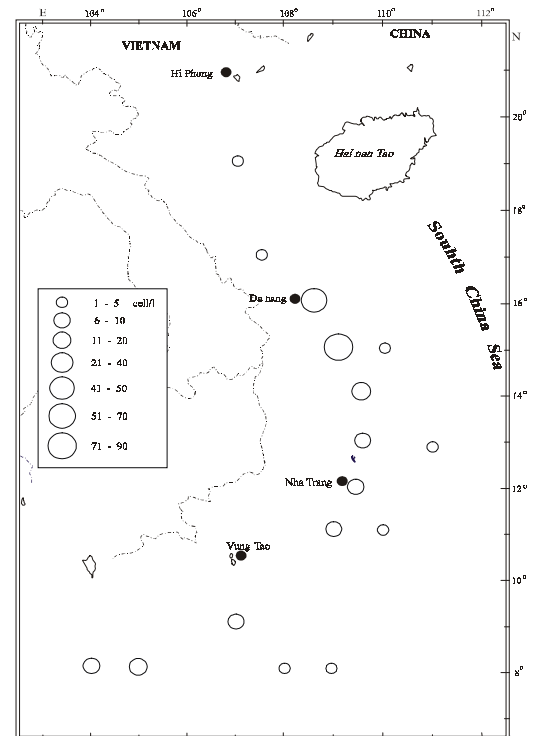 E 104° 106° 108° 110° 112°
N
VIETNAM
CHINA
Hi Phong
20°
Hai nan Tao
18°
Souhth China Sea
Da nang
16°
1 - 5 cell/l
6 - 10
11 - 20
21 - 40
41 - 50
51 - 70
71 - 90
14°
Nha Trang
12°
Vung Tao
10°
8°